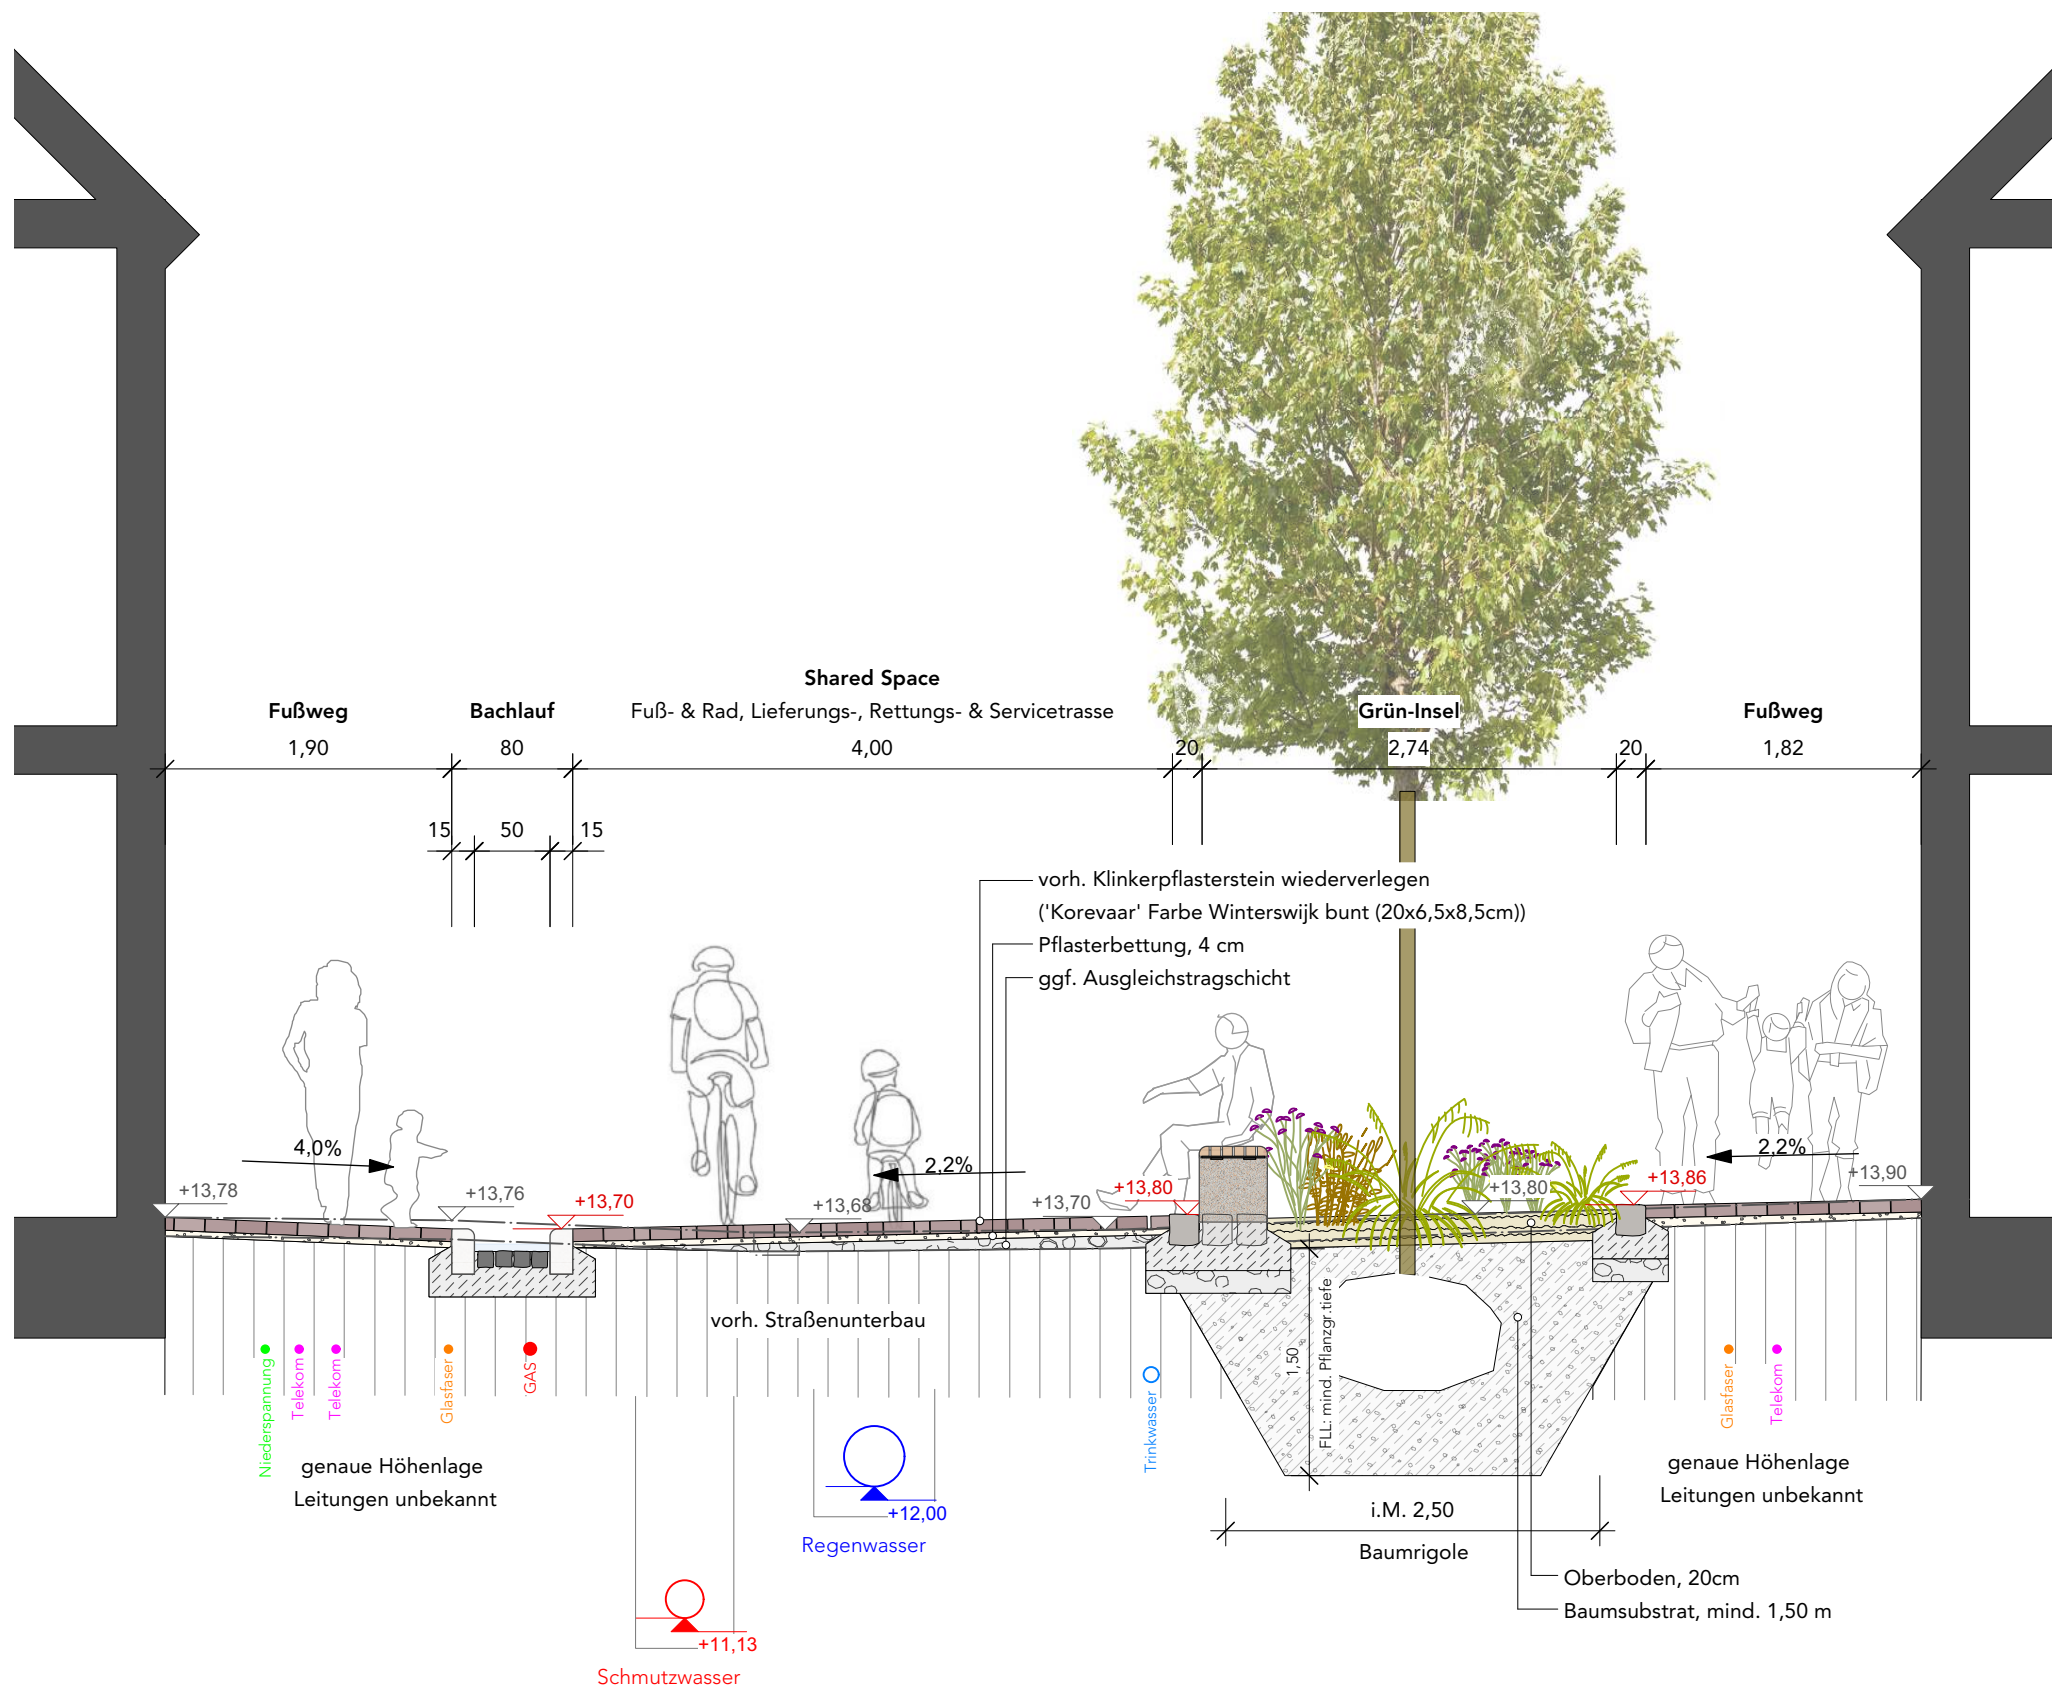 Shared Space
Fußweg
Bachlauf
Fuß- & Rad, Lieferungs-, Rettungs- & Servicetrasse
Grün-Insel
Fußweg
1,90
80
4,00
20
2,74
20
1,82
15
50
15
vorh. Klinkerpflasterstein wiederverlegen
('Korevaar' Farbe Winterswijk bunt (20x6,5x8,5cm))
Pflasterbettung, 4 cm
ggf. Ausgleichstragschicht
4,0%
2,2%
2,2%
+13,78
+13,76
+13,70
+13,68
+13,70
+13,80
+13,80
+13,86
+13,90
vorh. Straßenunterbau
Niederspannung
Telekom
Telekom
Glasfaser
GAS
Trinkwasser
1,50
FLL: mind. Pflanzgr.tiefe
Glasfaser
Telekom
genaue Höhenlage
Leitungen unbekannt
genaue Höhenlage
Leitungen unbekannt
+12,00
Regenwasser
i.M. 2,50
Baumrigole
Oberboden, 20cm
Baumsubstrat, mind. 1,50 m
+11,13
Schmutzwasser